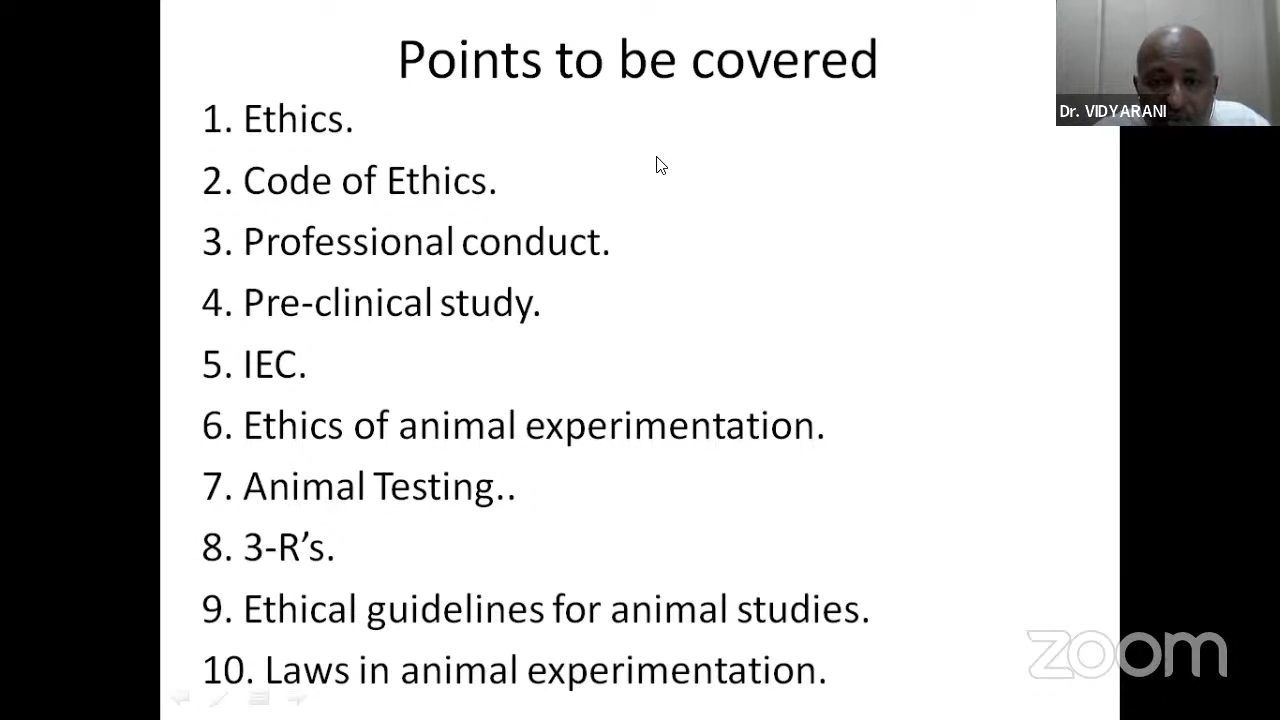 Points to be covered
Dr. VIDYARANI
1. Ethics.
2. Code of Ethics.
3. Professional conduct.
4. Pre-clinical study.
5. IEC.
6. Ethics of animal experimentation.
7. Animal Testing..
8. 3-R’s.
9. Ethical guidelines for animal studies.
10. Laws in animal experimentation.
zoom